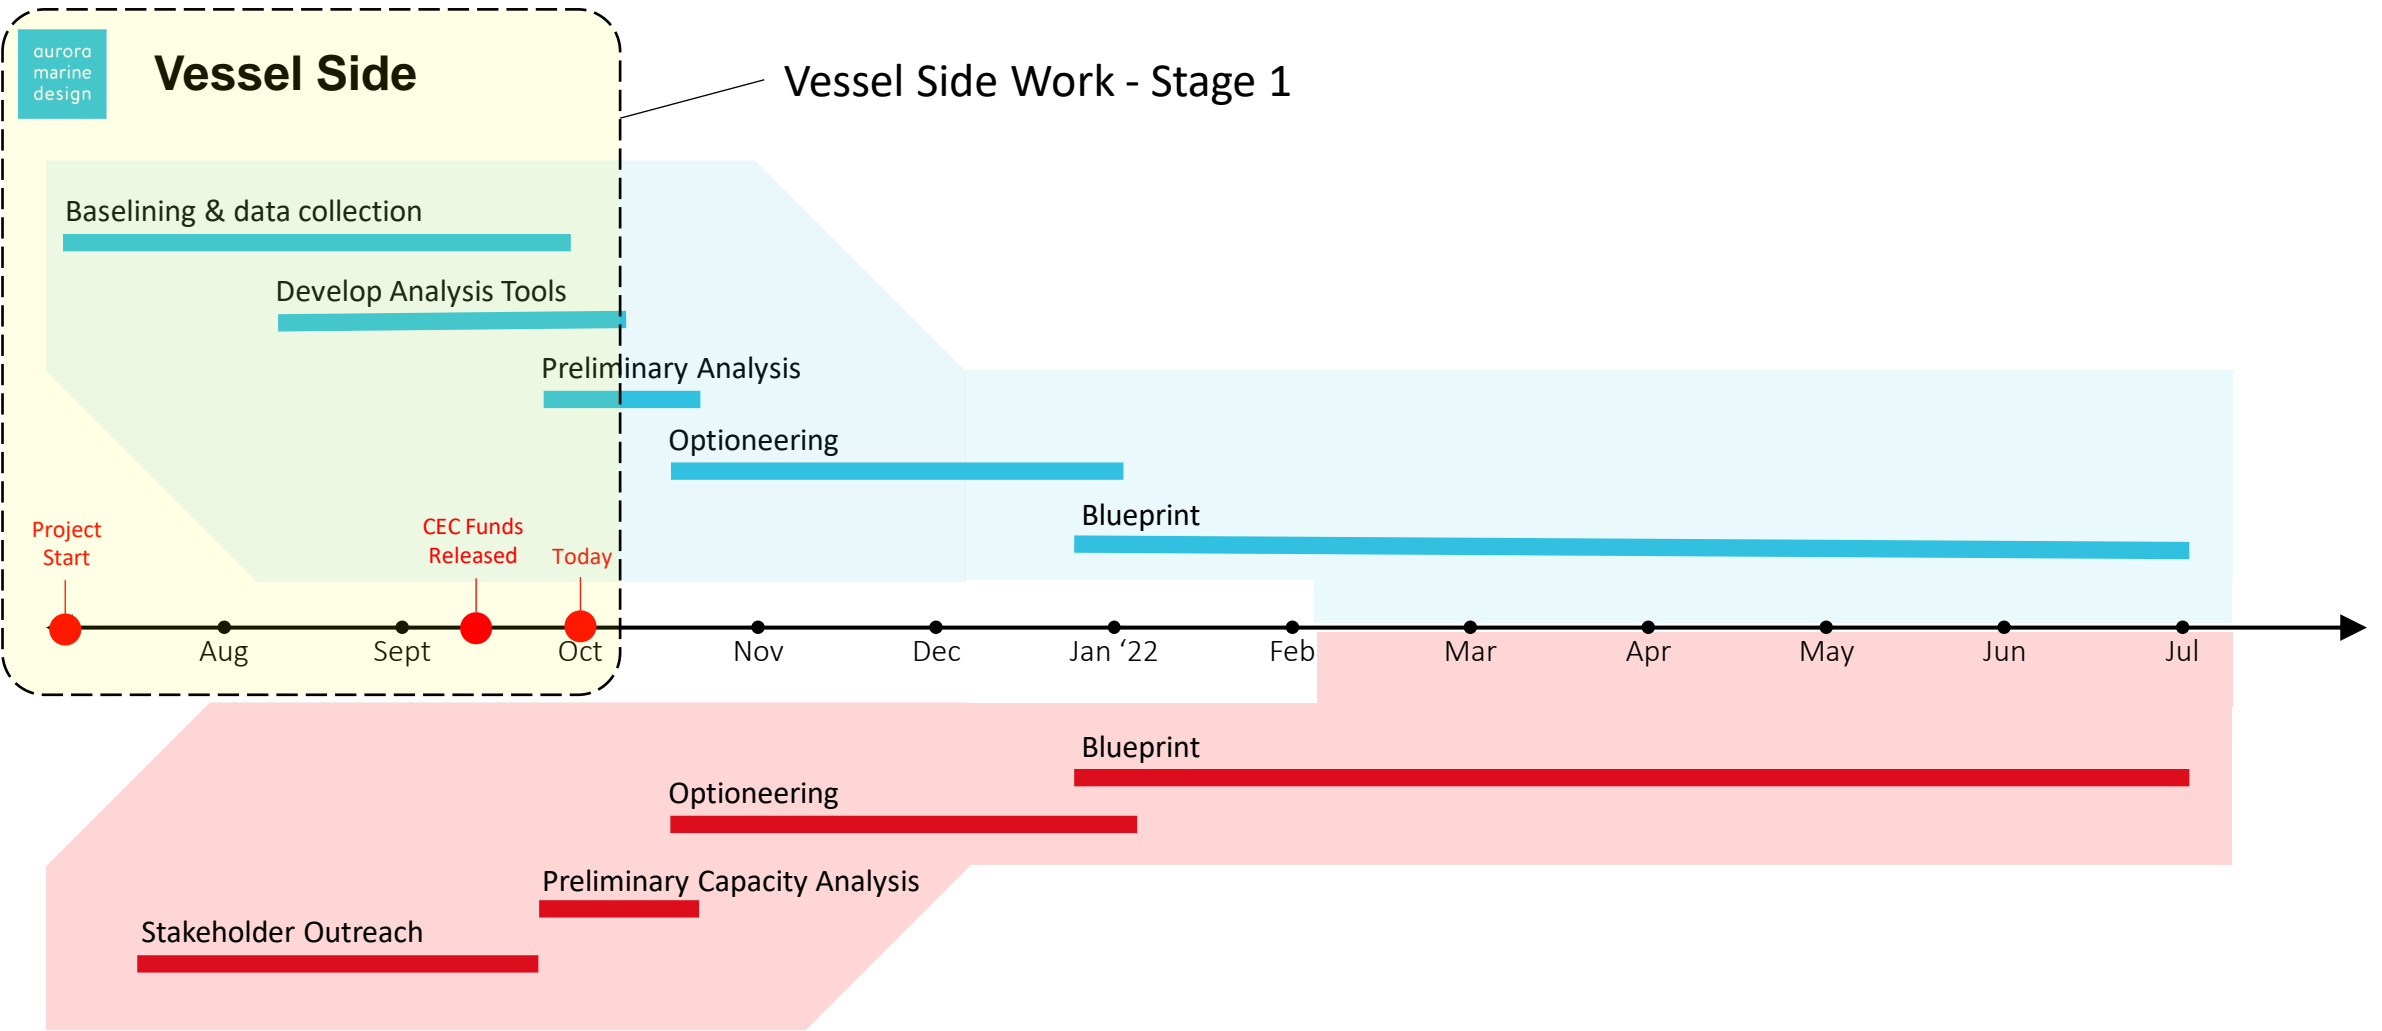 aurora
marine
design
Vessel Side
Vessel Side Work - Stage 1
Baselining & data collection
Develop Analysis Tools
Preliminary Analysis
Optioneering
Blueprint
Project
Start
CEC Funds
Released
Today
Aug
Sept
Oct
Nov
Dec
Jan ‘22
Feb
Mar
Apr
May
Jun
Jul
Blueprint
Optioneering
Preliminary Capacity Analysis
Stakeholder Outreach